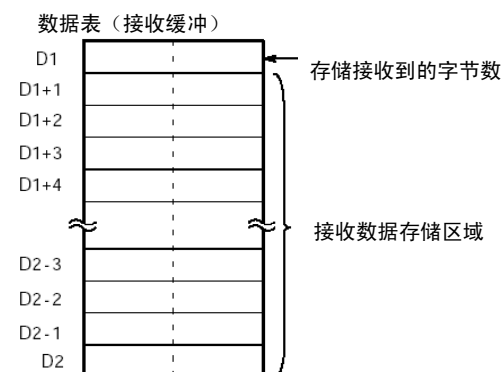 数据表（接收缓冲）
D1
存储接收到的字节数
D1+1
D1+2
D1+3
D1+4
接收数据存储区域
D2-3
D2-2
D2-1
D2